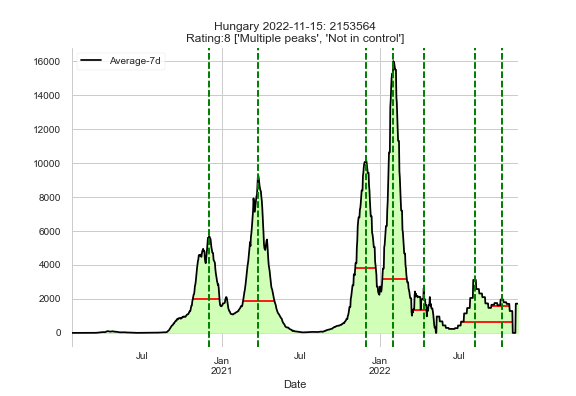 Hungary 2022-11-15: 2153564
Rating:8 ['Multiple peaks', 'Not in control']
Average-7d
16000
14000
12000
10000
8000
6000
4000
2000
0
Jul
Jan
2021
Jul
Jan
2022
Jul
Date